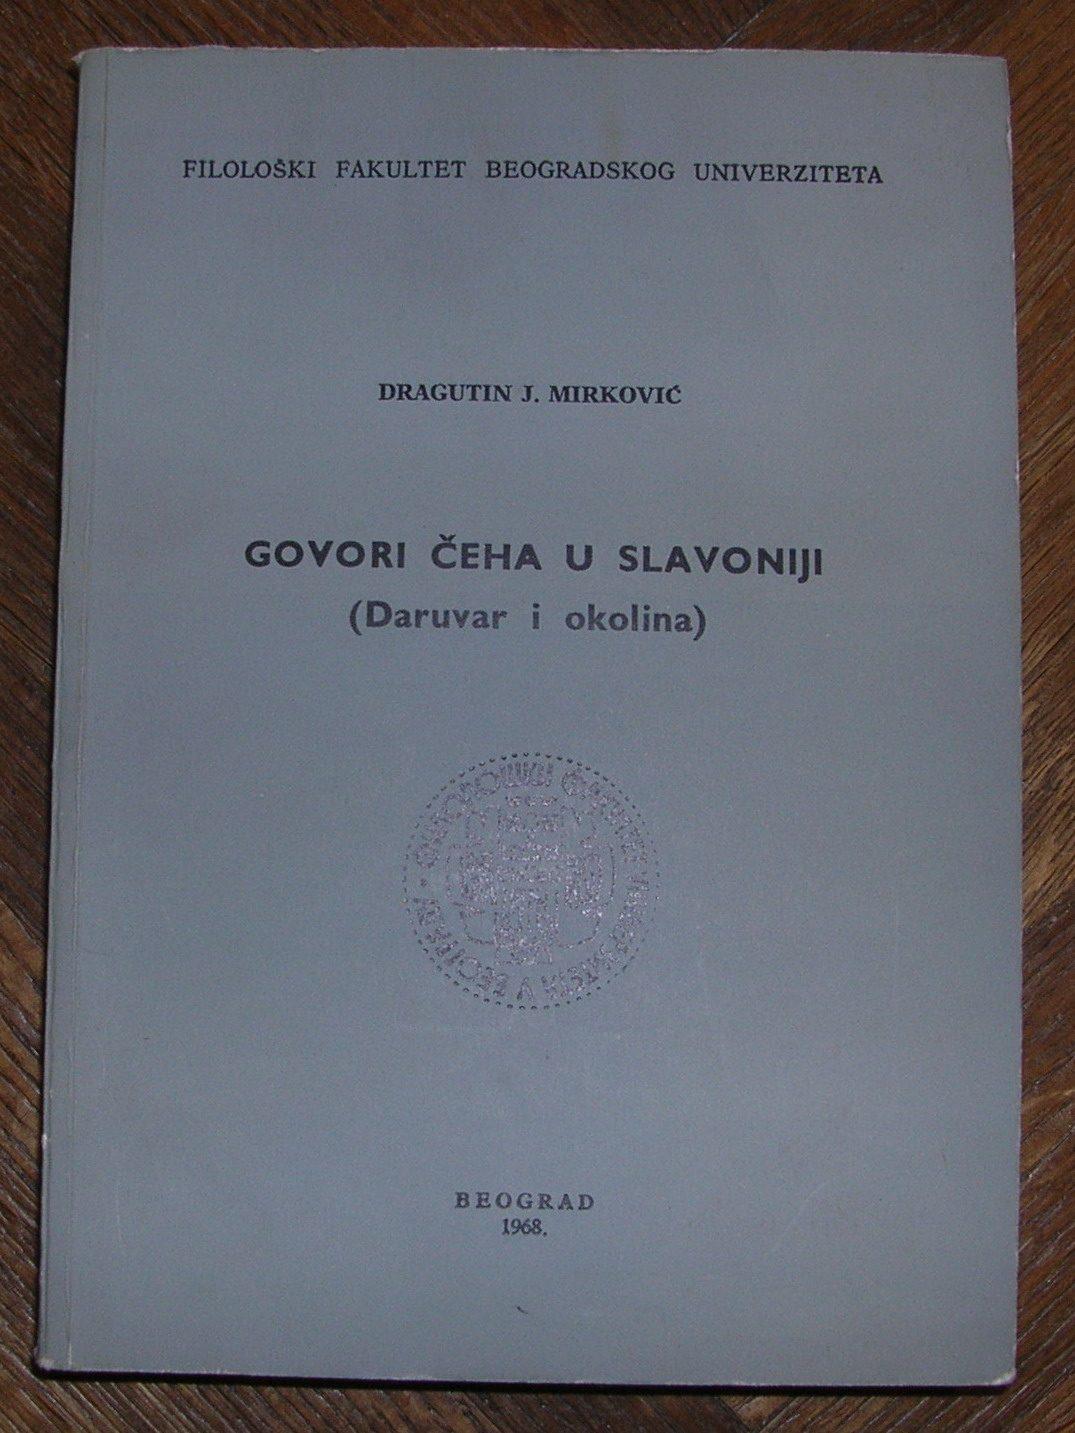 FILOLOŠKI FAKULTET BEOGRADSKOG UNIVERZITETA
DRAGUTIN J. MIRKOVIĆ
GOVORI ČEHA U SLAVONIJI
(Daruvar i okolina)
BEOGRAD
1968.